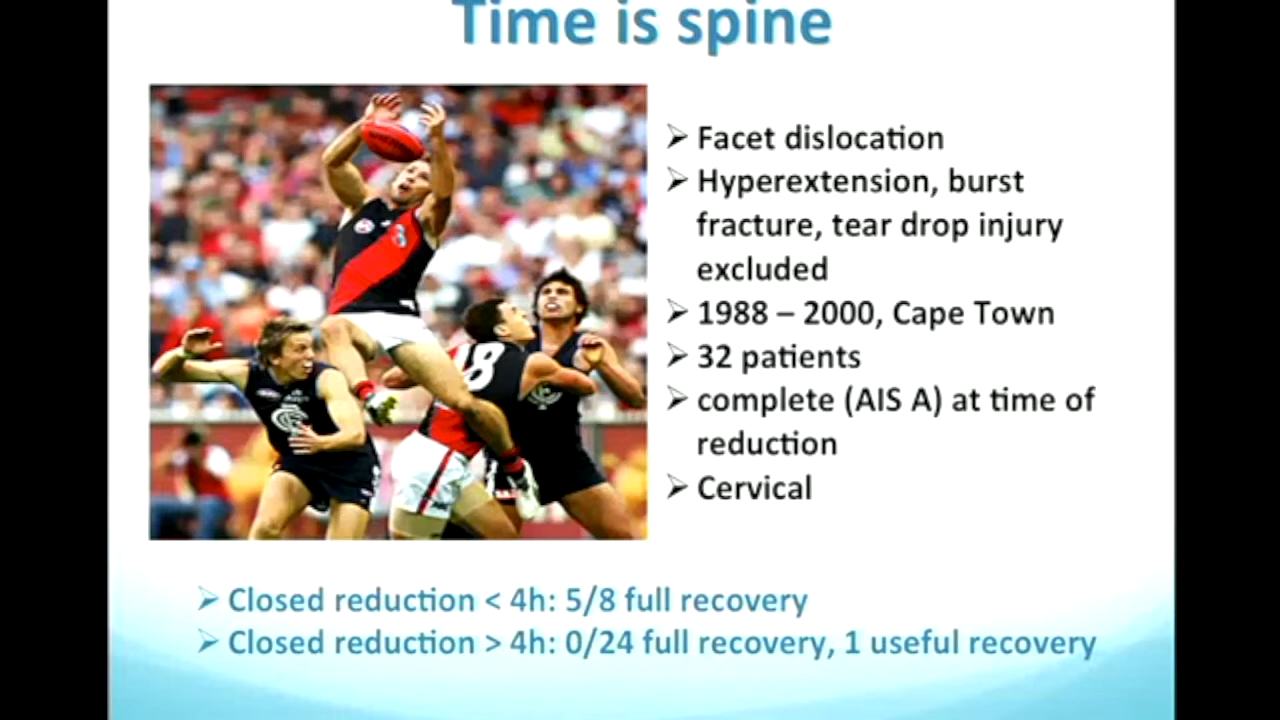 Time is spine
➢ Facet dislocation
➢ Hyperextension, burst
fracture, tear drop injury
excluded
➢ 1988 – 2000, Cape Town
➢ 32 patients
➢ complete (AIS A) at time of
reduction
➢ Cervical
18
➢ Closed reduction < 4h: 5/8 full recovery
➢ Closed reduction > 4h: 0/24 full recovery, 1 useful recovery